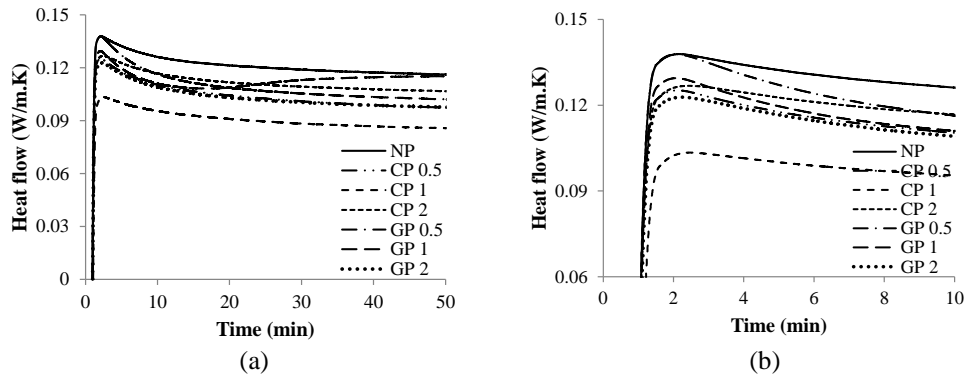 0.15
0.12
0.09
0.06
0.03
0
Heat flow (W/m.K)
NP
CP 0.5
CP 1
CP 2
GP 0.5
GP 1
GP 2
0 10 20 30 40 50
Time (min)
(a)
0.15
0.12
0.09
0.06
Heat flow (W/m.K)
NP
CP 0.5
CP 1
CP 2
GP 0.5
GP 1
GP 2
0 2 4 6 8 10
Time (min)
(b)